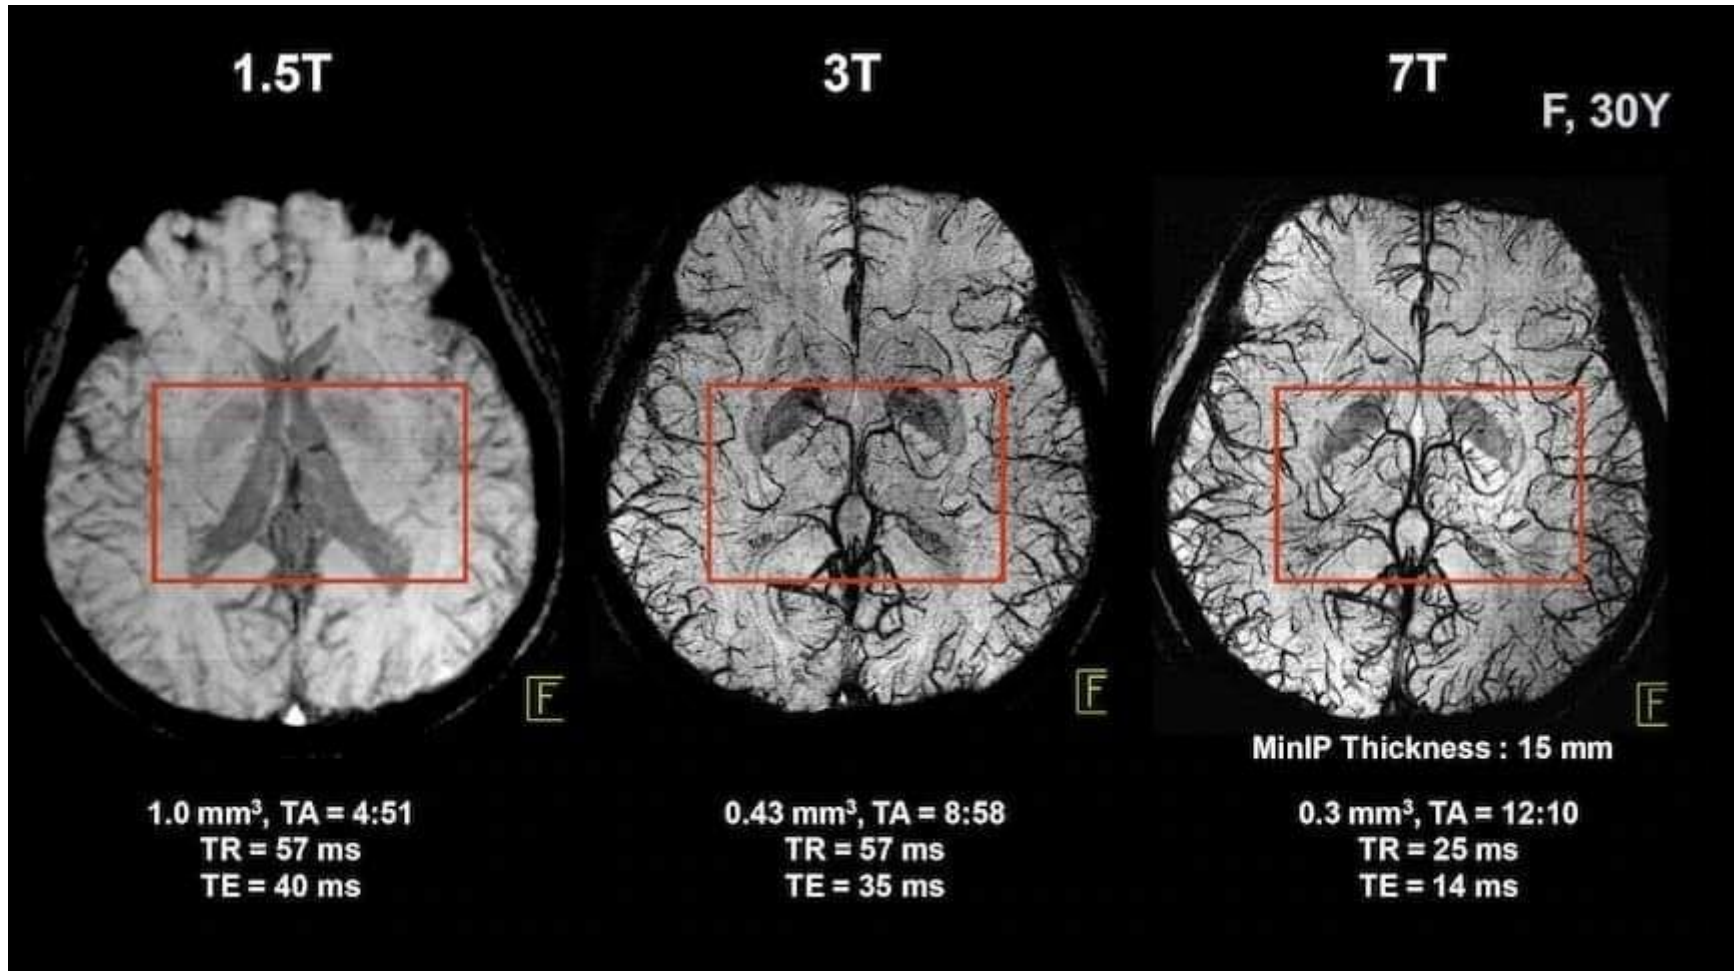 1.5T
3T
7T
F, 30Y
F
F
F
MinIP Thickness : 15 mm
1.0 mm³, TA = 4:51
TR = 57 ms
TE = 40 ms
0.43 mm³, TA = 8:58
TR = 57 ms
TE = 35 ms
0.3 mm³, TA = 12:10
TR = 25 ms
TE = 14 ms